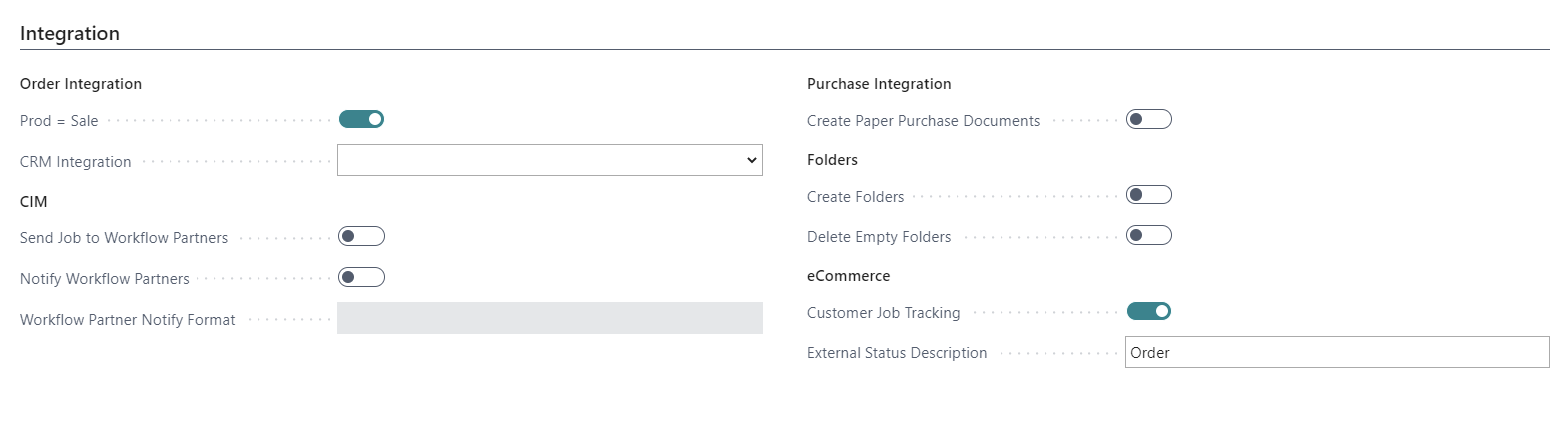 Integration
Order Integration
Prod = Sale
CRM Integration
CIM
Send Job to Workflow Partners
Notify Workflow Partners
Workflow Partner Notify Format
Purchase Integration
Create Paper Purchase Documents
Folders
Create Folders
Delete Empty Folders
eCommerce
Customer Job Tracking
External Status Description Order